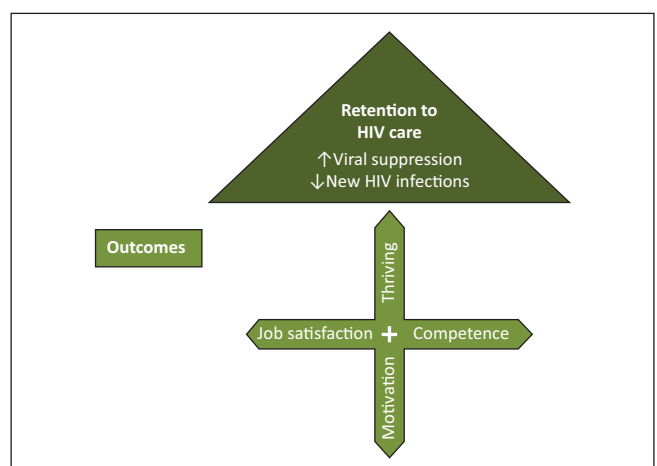 Retention to
HIV care
↑Viral suppression
↓New HIV infections
Outcomes
Thriving
Job satisfaction + Competence
Motivation